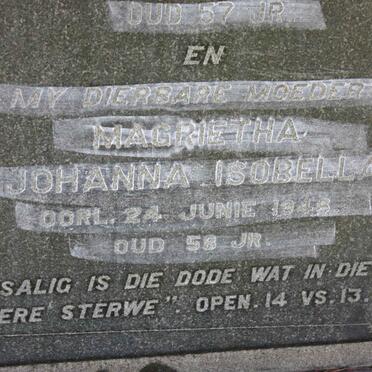 OUD 57 JR.
EN
MY DIERBARE MOEDER
MAGRIETHA
JOHANNA ISOBELLA
OORL. 24 JUNIE 1948
OUD 58 JR.
SALIG IS DIE DODE WAT IN DIE
ERE STERWE". OPEN. 14 VS. 13.